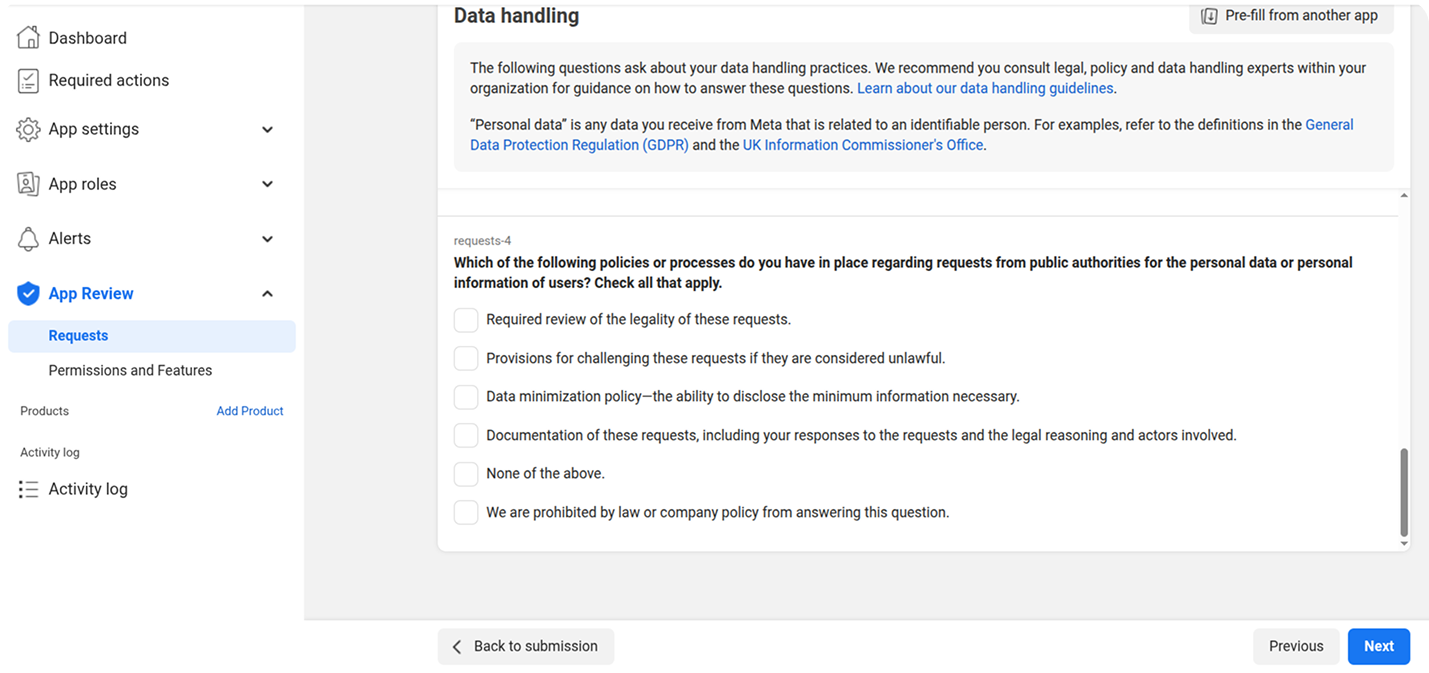 Dashboard
Required actions
App settings
App roles
Alerts
App Review
Requests
Permissions and Features
Products
Add Product
Activity log
Activity log
Data handling
Pre-fill from another app
The following questions ask about your data handling practices. We recommend you consult legal, policy and data handling experts within your
organization for guidance on how to answer these questions. Learn about our data handling guidelines.
“Personal data” is any data you receive from Meta that is related to an identifiable person. For examples, refer to the definitions in the General
Data Protection Regulation (GDPR) and the UK Information Commissioner's Office.
requests-4
Which of the following policies or processes do you have in place regarding requests from public authorities for the personal data or personal
information of users? Check all that apply.
Required review of the legality of these requests.
Provisions for challenging these requests if they are considered unlawful.
Data minimization policy—the ability to disclose the minimum information necessary.
Documentation of these requests, including your responses to the requests and the legal reasoning and actors involved.
None of the above.
We are prohibited by law or company policy from answering this question.
Back to submission
Previous
Next